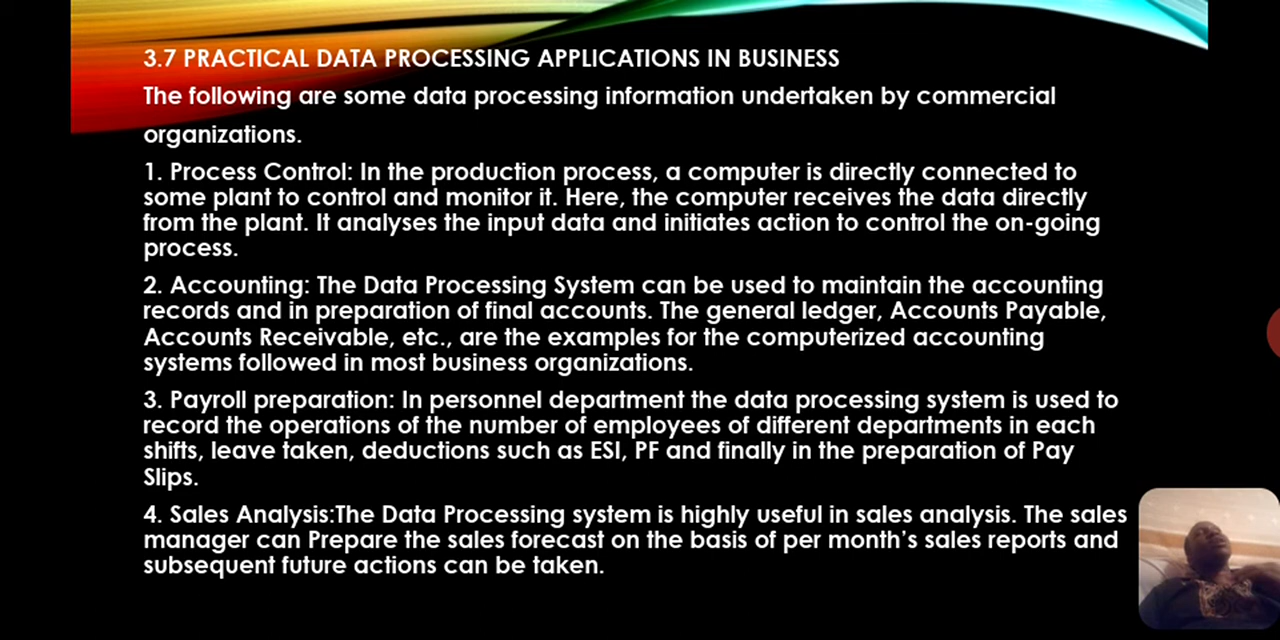 3.7 PRACTICAL DATA PROCESSING APPLICATIONS IN BUSINESS
The following are some data processing information undertaken by commercial
organizations.
1. Process Control: In the production process, a computer is directly connected to
some plant to control and monitor it. Here, the computer receives the data directly
from the plant. It analyses the input data and initiates action to control the on-going
process.
2. Accounting: The Data Processing System can be used to maintain the accounting
records and in preparation of final accounts. The general ledger, Accounts Payable,
Accounts Receivable, etc., are the examples for the computerized accounting
systems followed in most business organizations.
3. Payroll preparation: In personnel department the data processing system is used to
record the operations of the number of employees of different departments in each
shifts, leave taken, deductions such as ESI, PF and finally in the preparation of Pay
Slips.
4. Sales Analysis:The Data Processing system is highly useful in sales analysis. The sales
manager can Prepare the sales forecast on the basis of per month's sales reports and
subsequent future actions can be taken.